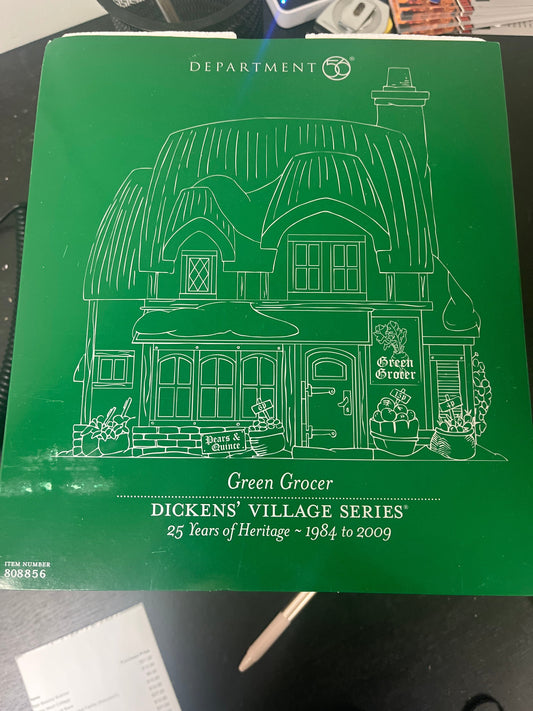 DEPARTMENT 56®
Green
Grocer
Pears &
Quince
Green Grocer
DICKENS' VILLAGE SERIES®
25 Years of Heritage ~ 1984 to 2009
ITEM NUMBER
808856